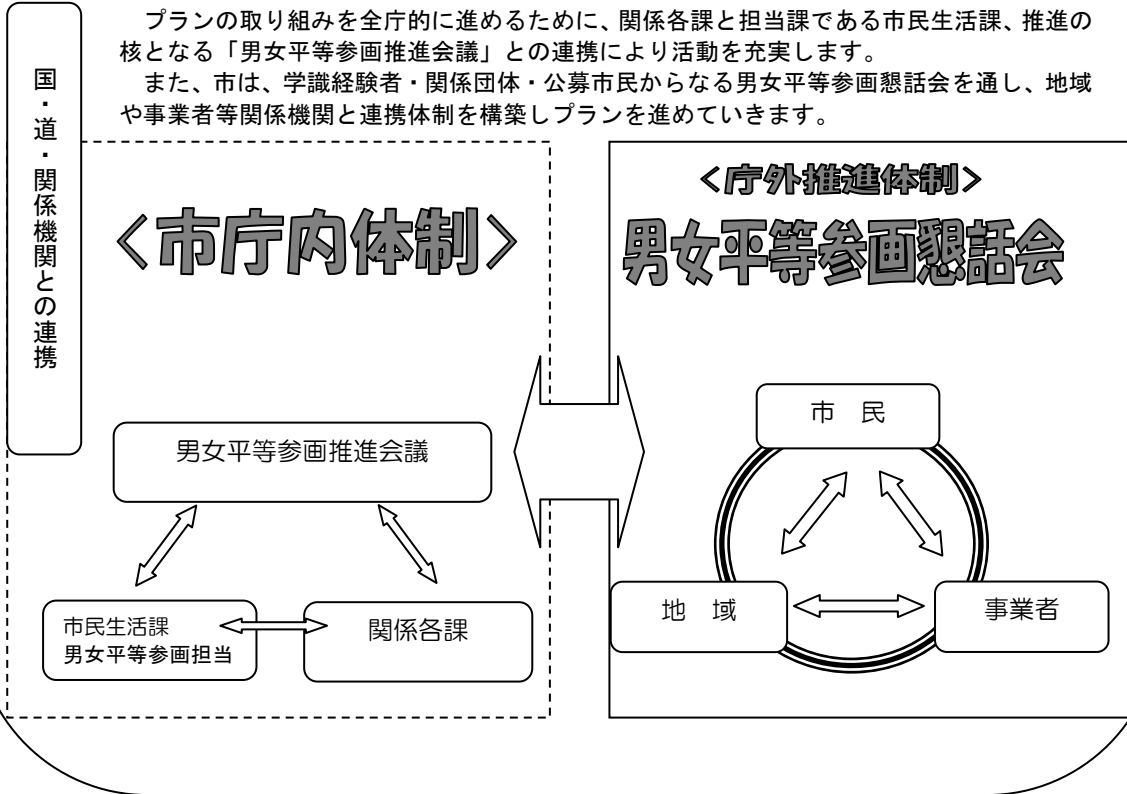 プランの取り組みを全庁的に進めるために、関係各課と担当課である市民生活課、推進の
核となる「男女平等参画推進会議」との連携により活動を充実します。
また、市は、学識経験者・関係団体・公募市民からなる男女平等参画懇話会を通し、地域
や事業者等関係機関と連携体制を構築しプランを進めていきます。
国・道・関係機関との連携
＜市庁内体制＞
男女平等参画推進会議
市民生活課
男女平等参画担当
関係各課
＜庁外推進体制＞
男女平等参画懇話会
市　民
地　域
事業者